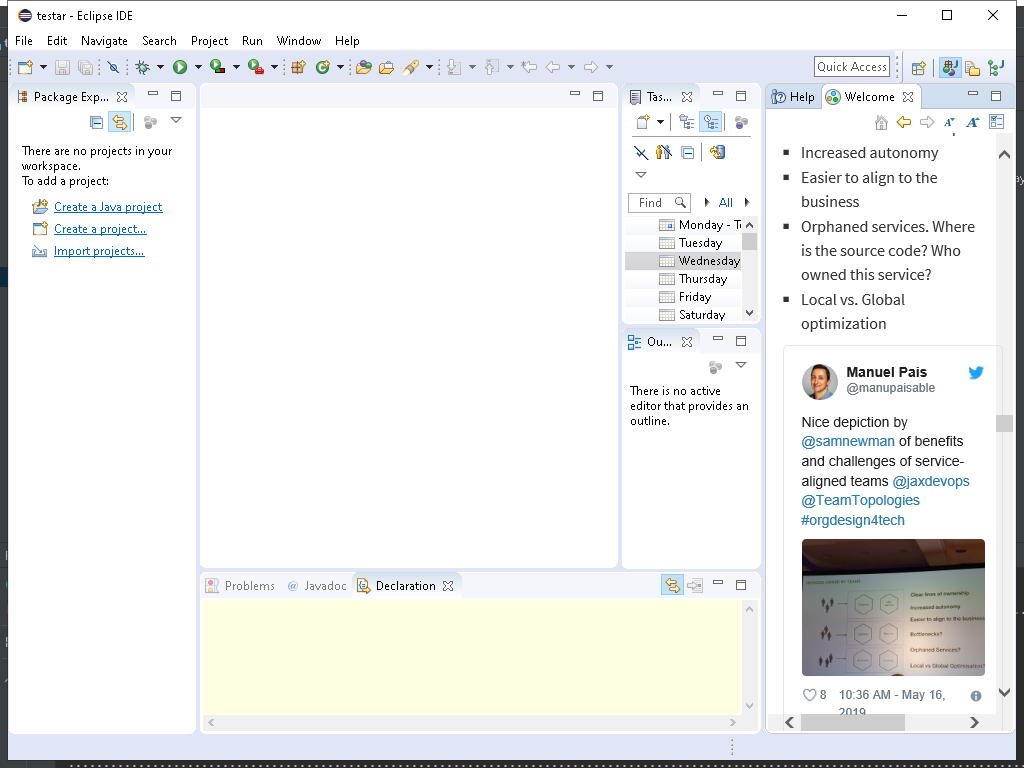 testar - Eclipse IDE
File Edit Navigate Search Project Run Window Help
Quick Access
Package Exp...
There are no projects in your
workspace.
To add a project:
Create a Java project
Create a project...
Import projects...
Tas...
Find All
Monday - T
Tuesday
Wednesday
Thursday
Friday
Saturday
Ou...
There is no active
editor that provides an
outline.
Problems @ Javadoc Declaration
Help Welcome
Increased autonomy
Easier to align to the
business
Orphaned services. Where
is the source code? Who
owned this service?
Local vs. Global
optimization
Manuel Pais
@manupaisable
Nice depiction by
@samnewman of benefits
and challenges of service-
aligned teams @jaxdevops
@TeamTopologies
#orgdesign4tech
Clear lines of ownership
Increased autonomy
Easier to align to the business
Bottlenecks?
Orphaned Services?
Local vs Global Optimisation?
8 10:36 AM - May 16,
2019